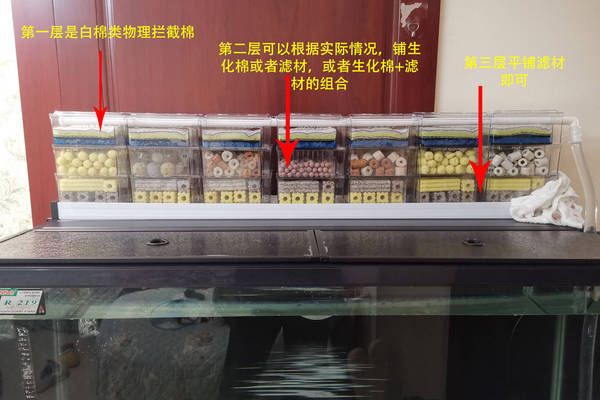 第一层是白棉类物理拦截棉
第二层可以根据实际情况，铺生
化棉或者滤材，或者生化棉+滤
材的组合
第三层平铺滤材
即可
R 219